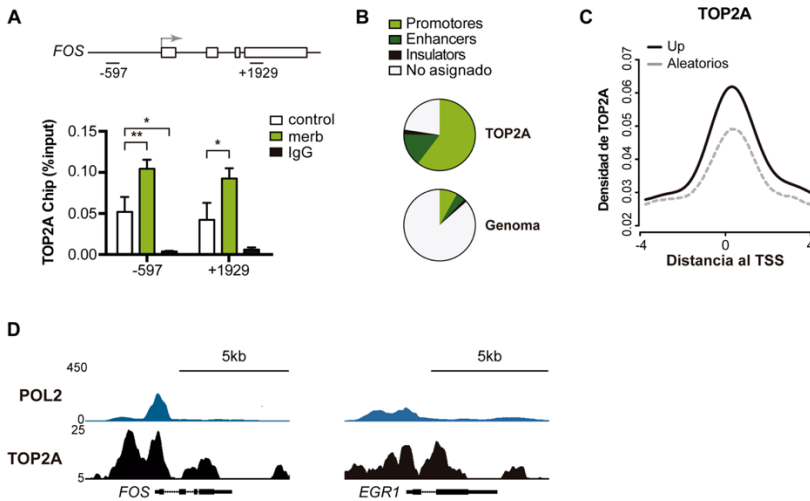 A
FOS
-597
+1929
control
merb
IgG
*
**
*
TOP2A Chip (%input)
0.15
0.10
0.05
0.00
-597
+1929
B
Promotores
Enhancers
Insulators
No asignado
TOP2A
Genoma
C
TOP2A
Up
Aleatorios
Densidad de TOP2A
0.07
0.06
0.05
0.04
0.03
0.02
-4
0
4
Distancia al TSS
D
5kb
5kb
450
POL2
0
25
TOP2A
5
FOS
EGR1